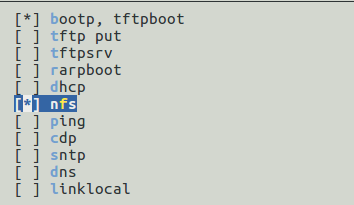 [*] bootp, tftpboot
[ ] tftp put
[ ] tftpsrv
[ ] rarpboot
[ ] dhcp
[*] nfs
[ ] ping
[ ] cdp
[ ] sntp
[ ] dns
[ ] linklocal